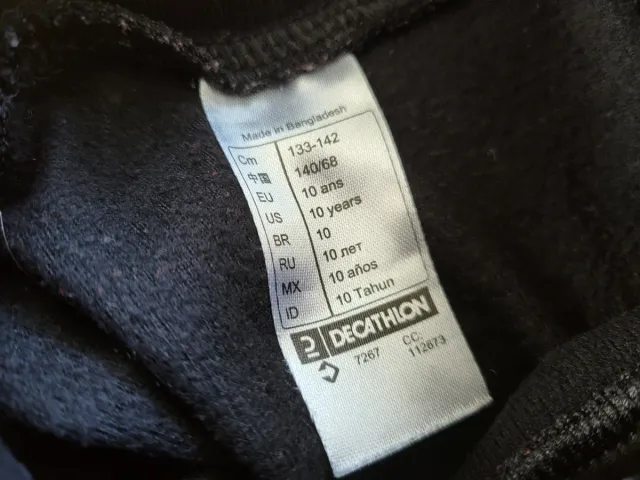 Made in Bangladesh
Cm 133-142
中国 140/68
EU 10 ans
US 10 years
BR 10
RU 10 лет
MX 10 años
ID 10 Tahun
DECATHLON
7267 CC. 112673